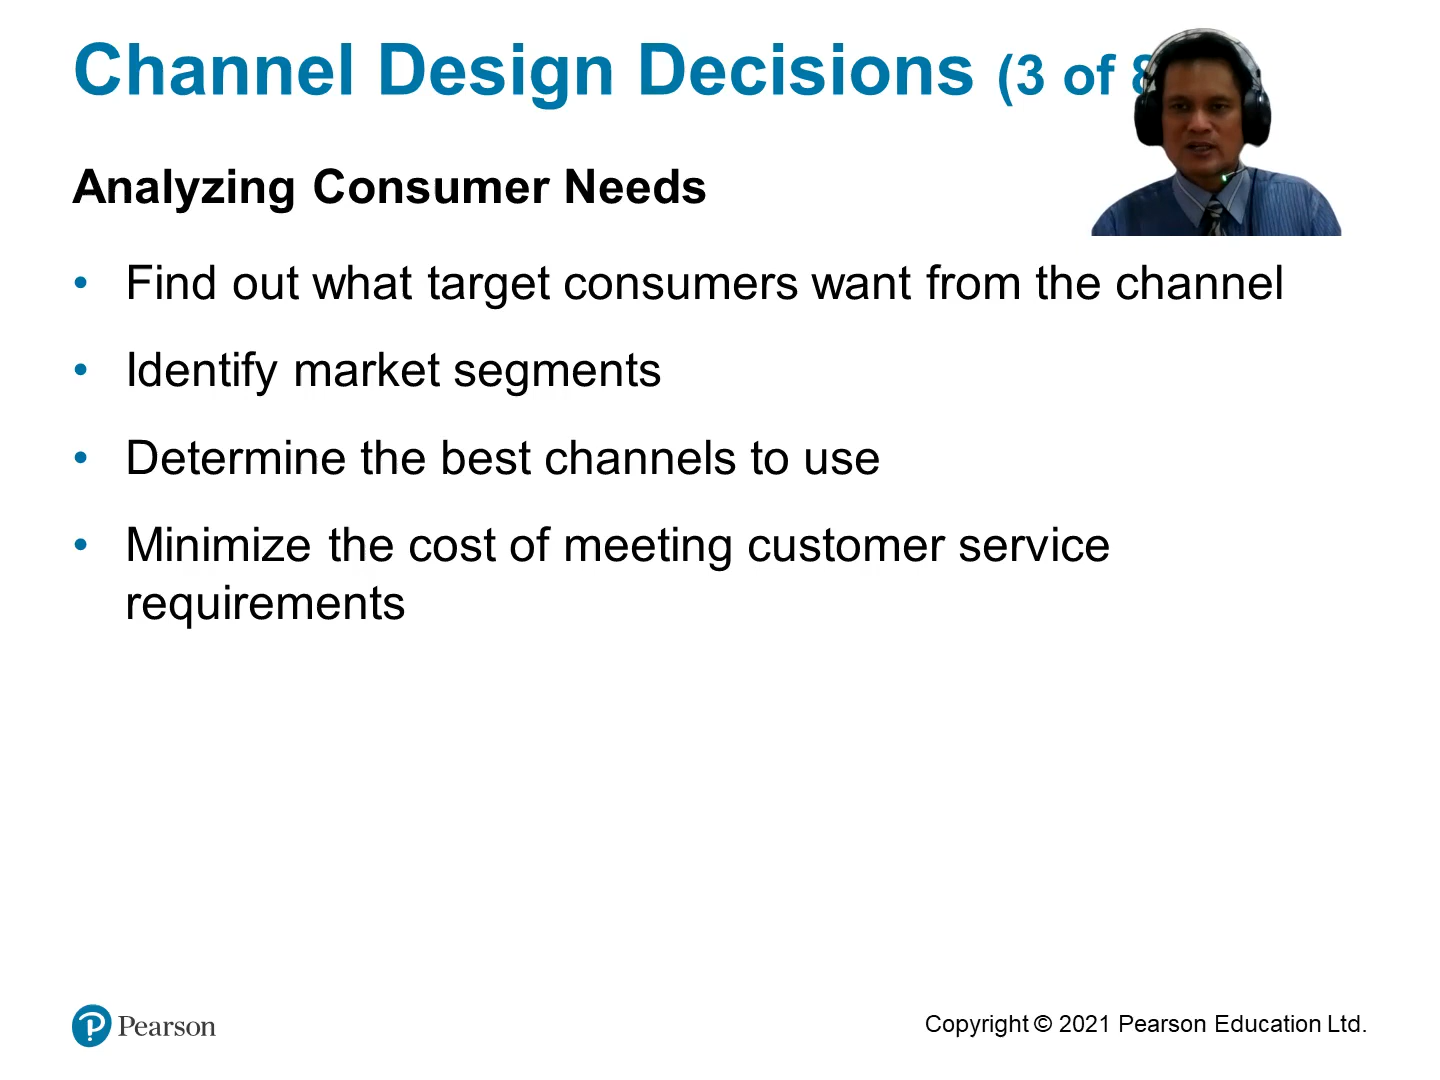 Channel Design Decisions (3 of 8
Analyzing Consumer Needs
• Find out what target consumers want from the channel
• Identify market segments
• Determine the best channels to use
• Minimize the cost of meeting customer service
requirements
Pearson
Copyright © 2021 Pearson Education Ltd.